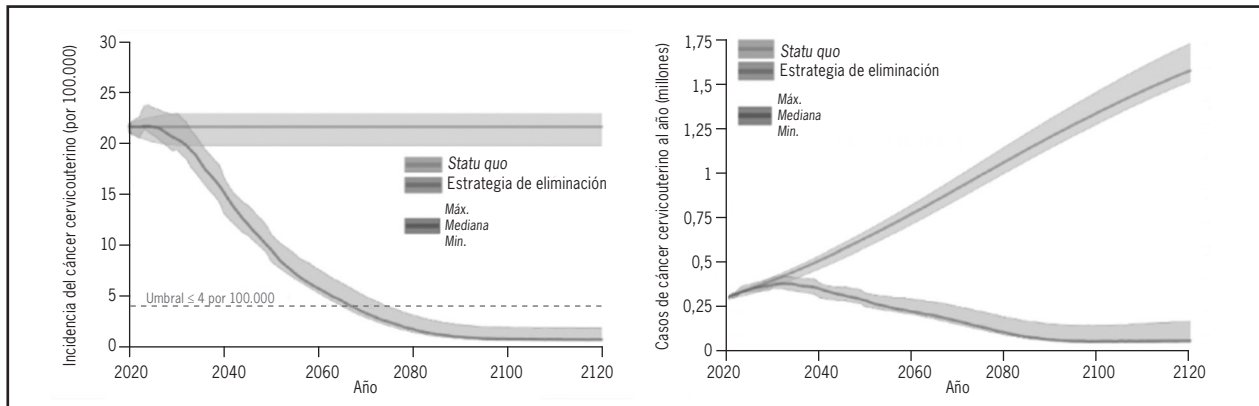 Incidencia del cáncer cervicouterino (por 100.000)
30
25
20
15
10
5
0
Statu quo
Estrategia de eliminación
Máx.
Mediana
Min.
Umbral ≤ 4 por 100.000
2020 2040 2060 2080 2100 2120
Año
Casos de cáncer cervicouterino al año (millones)
1,75
1,5
1,25
1
0,75
0,5
0,25
0
Statu quo
Estrategia de eliminación
Máx.
Mediana
Min.
2020 2040 2060 2080 2100 2120
Año